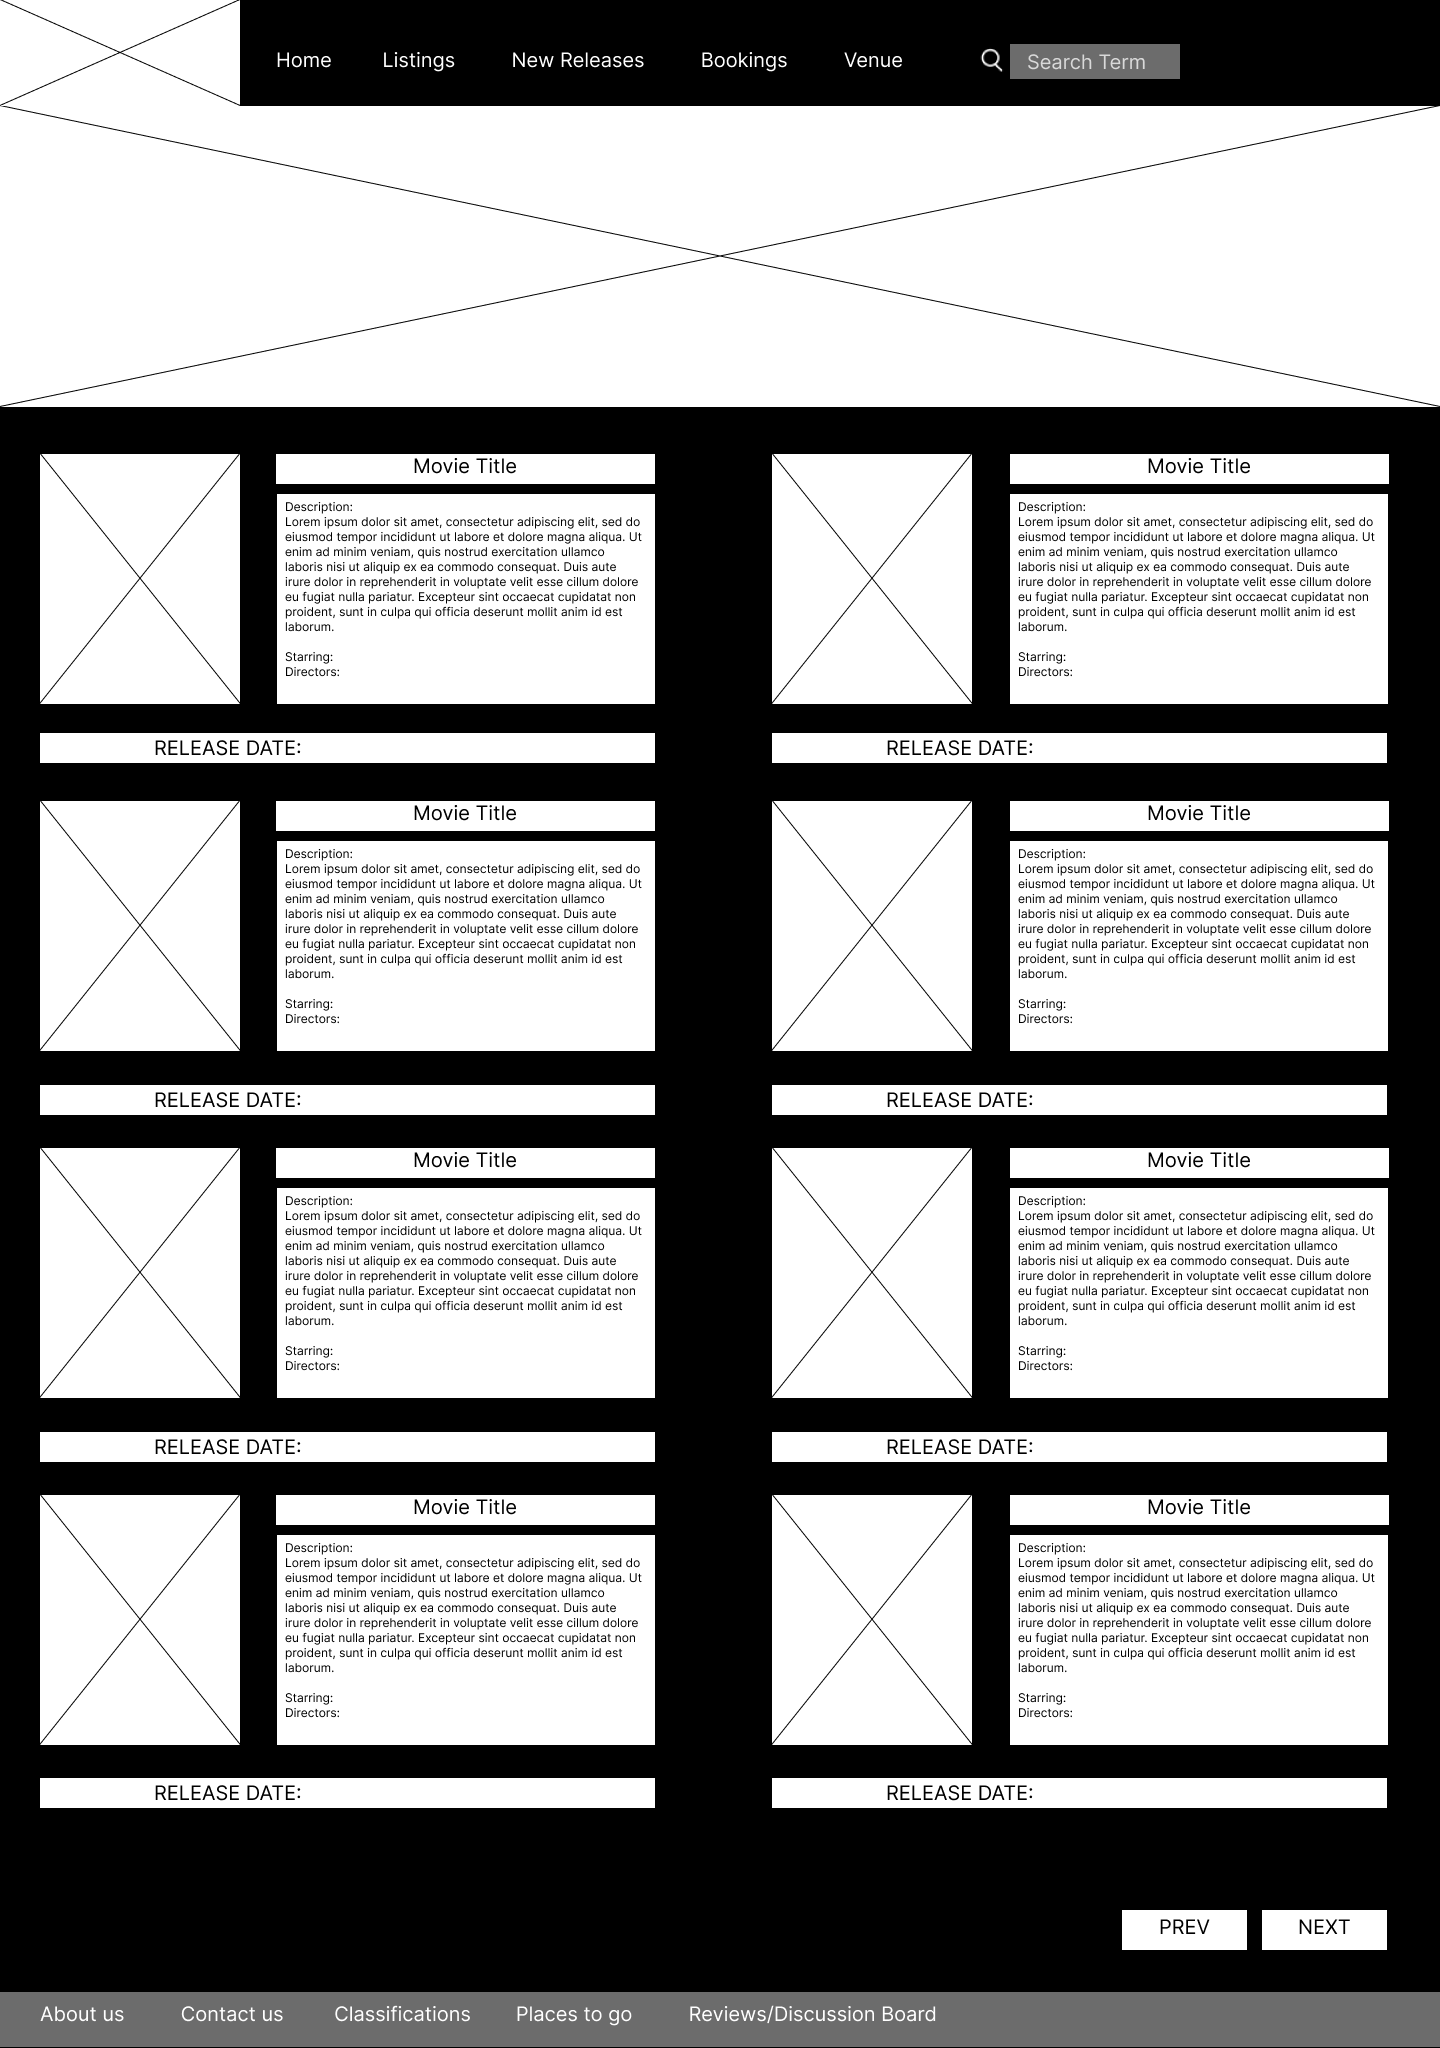 Home Listings New Releases Bookings Venue Search Term
Movie Title
Description:
Lorem ipsum dolor sit amet, consectetur adipiscing elit, sed do
eiusmod tempor incididunt ut labore et dolore magna aliqua. Ut
enim ad minim veniam, quis nostrud exercitation ullamco
laboris nisi ut aliquip ex ea commodo consequat. Duis aute
irure dolor in reprehenderit in voluptate velit esse cillum dolore
eu fugiat nulla pariatur. Excepteur sint occaecat cupidatat non
proident, sunt in culpa qui officia deserunt mollit anim id est
laborum.
Starring:
Directors:
RELEASE DATE:
Movie Title
Description:
Lorem ipsum dolor sit amet, consectetur adipiscing elit, sed do
eiusmod tempor incididunt ut labore et dolore magna aliqua. Ut
enim ad minim veniam, quis nostrud exercitation ullamco
laboris nisi ut aliquip ex ea commodo consequat. Duis aute
irure dolor in reprehenderit in voluptate velit esse cillum dolore
eu fugiat nulla pariatur. Excepteur sint occaecat cupidatat non
proident, sunt in culpa qui officia deserunt mollit anim id est
laborum.
Starring:
Directors:
RELEASE DATE:
Movie Title
Description:
Lorem ipsum dolor sit amet, consectetur adipiscing elit, sed do
eiusmod tempor incididunt ut labore et dolore magna aliqua. Ut
enim ad minim veniam, quis nostrud exercitation ullamco
laboris nisi ut aliquip ex ea commodo consequat. Duis aute
irure dolor in reprehenderit in voluptate velit esse cillum dolore
eu fugiat nulla pariatur. Excepteur sint occaecat cupidatat non
proident, sunt in culpa qui officia deserunt mollit anim id est
laborum.
Starring:
Directors:
RELEASE DATE:
Movie Title
Description:
Lorem ipsum dolor sit amet, consectetur adipiscing elit, sed do
eiusmod tempor incididunt ut labore et dolore magna aliqua. Ut
enim ad minim veniam, quis nostrud exercitation ullamco
laboris nisi ut aliquip ex ea commodo consequat. Duis aute
irure dolor in reprehenderit in voluptate velit esse cillum dolore
eu fugiat nulla pariatur. Excepteur sint occaecat cupidatat non
proident, sunt in culpa qui officia deserunt mollit anim id est
laborum.
Starring:
Directors:
RELEASE DATE:
Movie Title
Description:
Lorem ipsum dolor sit amet, consectetur adipiscing elit, sed do
eiusmod tempor incididunt ut labore et dolore magna aliqua. Ut
enim ad minim veniam, quis nostrud exercitation ullamco
laboris nisi ut aliquip ex ea commodo consequat. Duis aute
irure dolor in reprehenderit in voluptate velit esse cillum dolore
eu fugiat nulla pariatur. Excepteur sint occaecat cupidatat non
proident, sunt in culpa qui officia deserunt mollit anim id est
laborum.
Starring:
Directors:
RELEASE DATE:
Movie Title
Description:
Lorem ipsum dolor sit amet, consectetur adipiscing elit, sed do
eiusmod tempor incididunt ut labore et dolore magna aliqua. Ut
enim ad minim veniam, quis nostrud exercitation ullamco
laboris nisi ut aliquip ex ea commodo consequat. Duis aute
irure dolor in reprehenderit in voluptate velit esse cillum dolore
eu fugiat nulla pariatur. Excepteur sint occaecat cupidatat non
proident, sunt in culpa qui officia deserunt mollit anim id est
laborum.
Starring:
Directors:
RELEASE DATE:
Movie Title
Description:
Lorem ipsum dolor sit amet, consectetur adipiscing elit, sed do
eiusmod tempor incididunt ut labore et dolore magna aliqua. Ut
enim ad minim veniam, quis nostrud exercitation ullamco
laboris nisi ut aliquip ex ea commodo consequat. Duis aute
irure dolor in reprehenderit in voluptate velit esse cillum dolore
eu fugiat nulla pariatur. Excepteur sint occaecat cupidatat non
proident, sunt in culpa qui officia deserunt mollit anim id est
laborum.
Starring:
Directors:
RELEASE DATE:
Movie Title
Description:
Lorem ipsum dolor sit amet, consectetur adipiscing elit, sed do
eiusmod tempor incididunt ut labore et dolore magna aliqua. Ut
enim ad minim veniam, quis nostrud exercitation ullamco
laboris nisi ut aliquip ex ea commodo consequat. Duis aute
irure dolor in reprehenderit in voluptate velit esse cillum dolore
eu fugiat nulla pariatur. Excepteur sint occaecat cupidatat non
proident, sunt in culpa qui officia deserunt mollit anim id est
laborum.
Starring:
Directors:
RELEASE DATE:
PREV NEXT
About us Contact us Classifications Places to go Reviews/Discussion Board